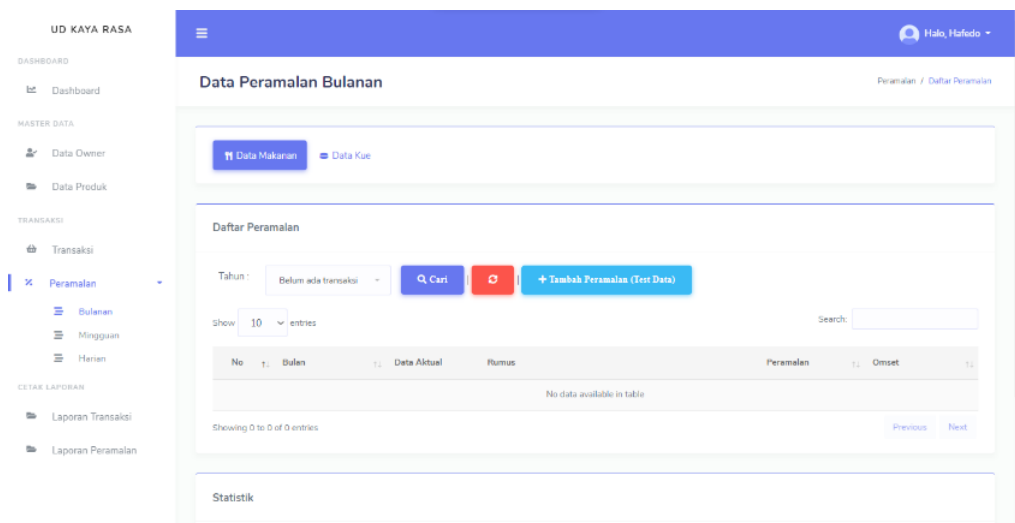 UD KAYA RASA
Halo, Hafedo
DASHBOARD
Dashboard
MASTER DATA
Data Owner
Data Produk
TRANSAKSI
Transaksi
Peramalan
Bulanan
Mingguan
Harian
CETAK LAPORAN
Laporan Transaksi
Laporan Peramalan
Data Peramalan Bulanan
Peramalan / Daftar Peramalan
Data Makanan Data Kue
Daftar Peramalan
Tahun : Belum ada transaksi Cari | | + Tambah Peramalan (Test Data)
Show 10 entries Search:
No Bulan Data Aktual Rumus Peramalan Omset
No data available in table
Showing 0 to 0 of 0 entries Previous Next
Statistik